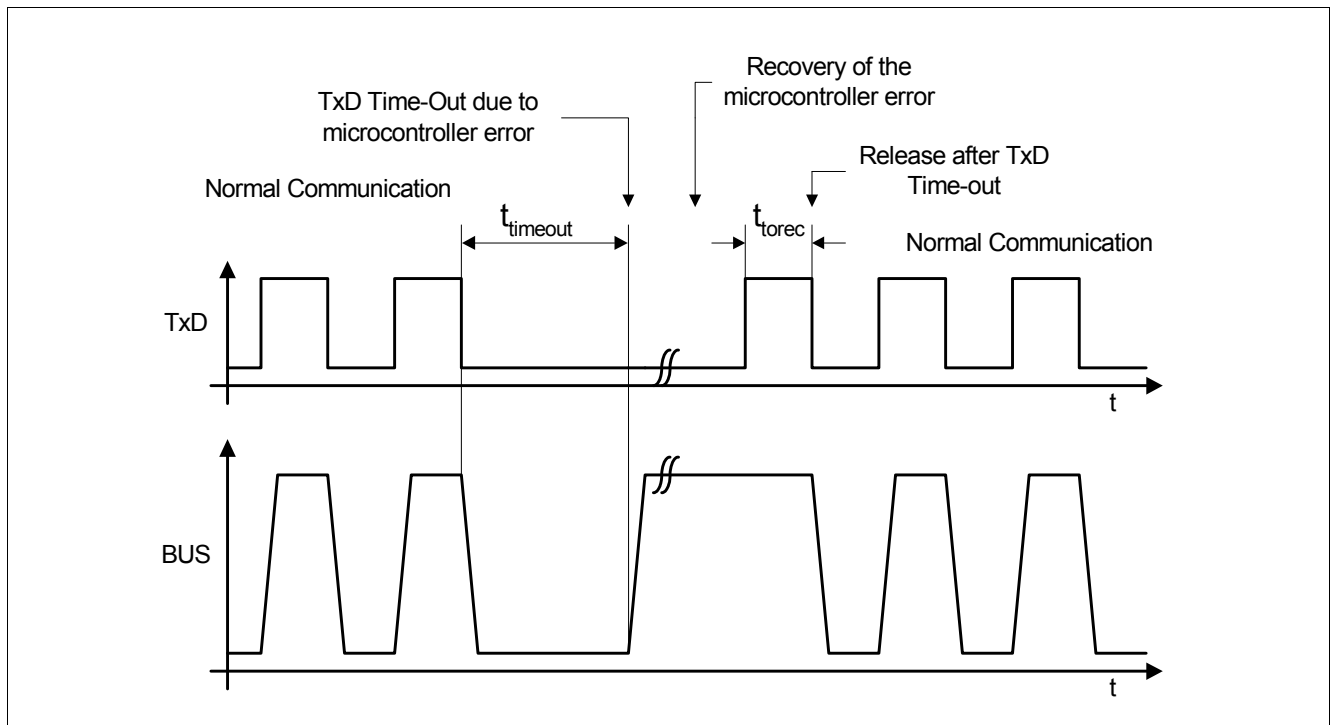 Recovery of the
microcontroller error
TxD Time-Out due to
microcontroller error
Release after TxD
Time-out
Normal Communication
ttimeout
ttorec
Normal Communication
TxD
t
BUS
t